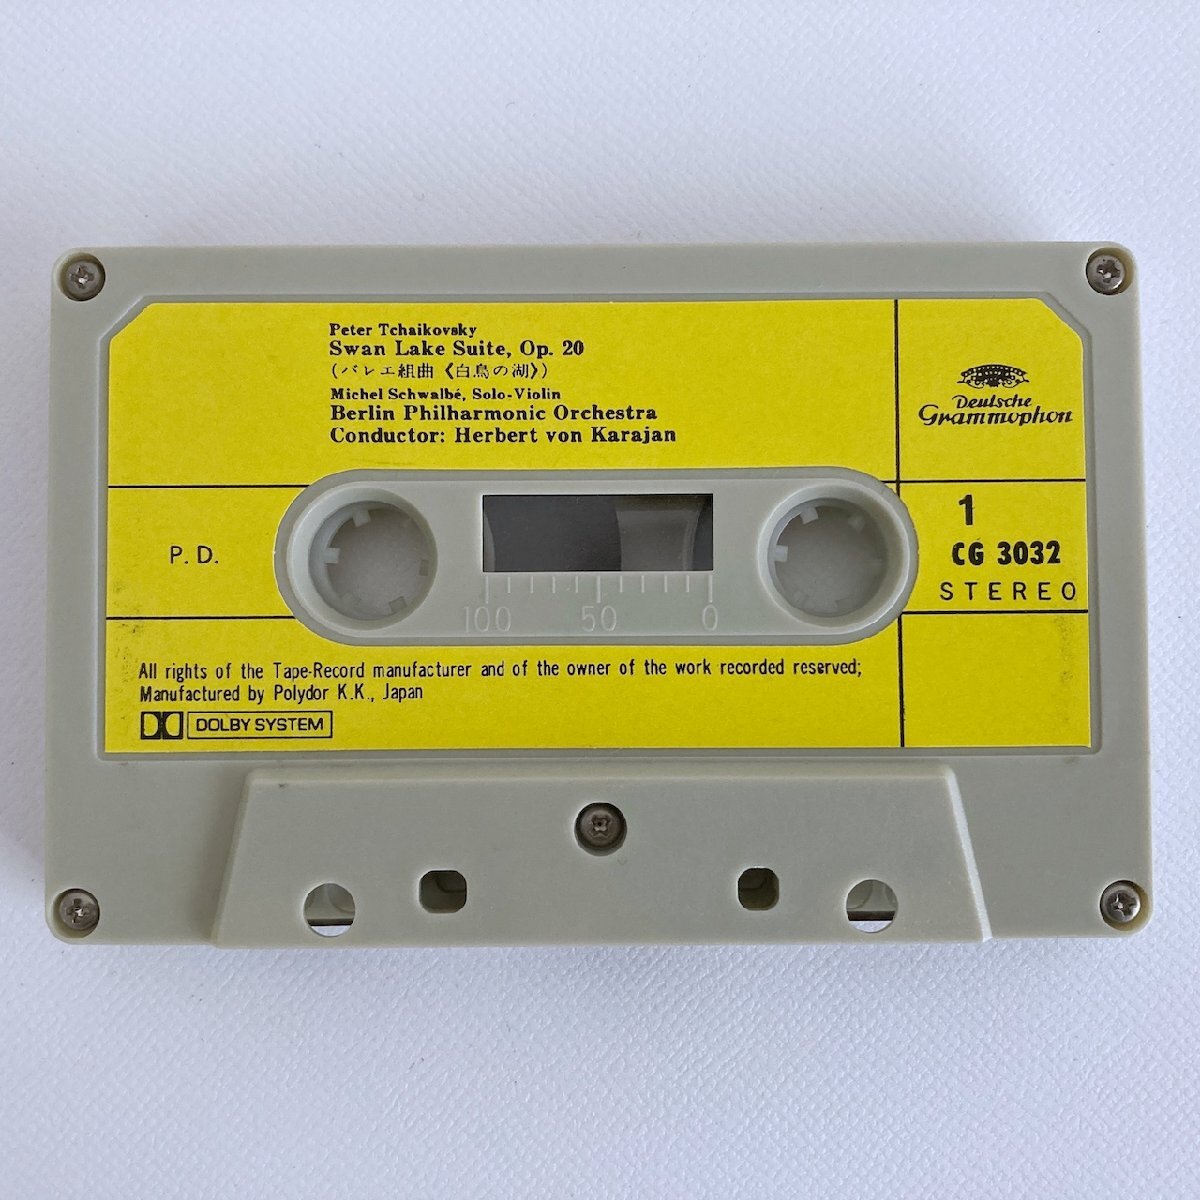 Peter Tchaikovsky
Swan Lake Suite, Op. 20
(バレエ組曲《白鳥の湖》)
Michel Schwalbé, Solo-Violin
Berlin Philharmonic Orchestra
Conductor: Herbert von Karajan
Deutsche
Grammophon
P. D.
1
CG 3032
STEREO
100 50 0
All rights of the Tape-Record manufacturer and of the owner of the work recorded reserved;
Manufactured by Polydor K.K., Japan
DOLBY SYSTEM